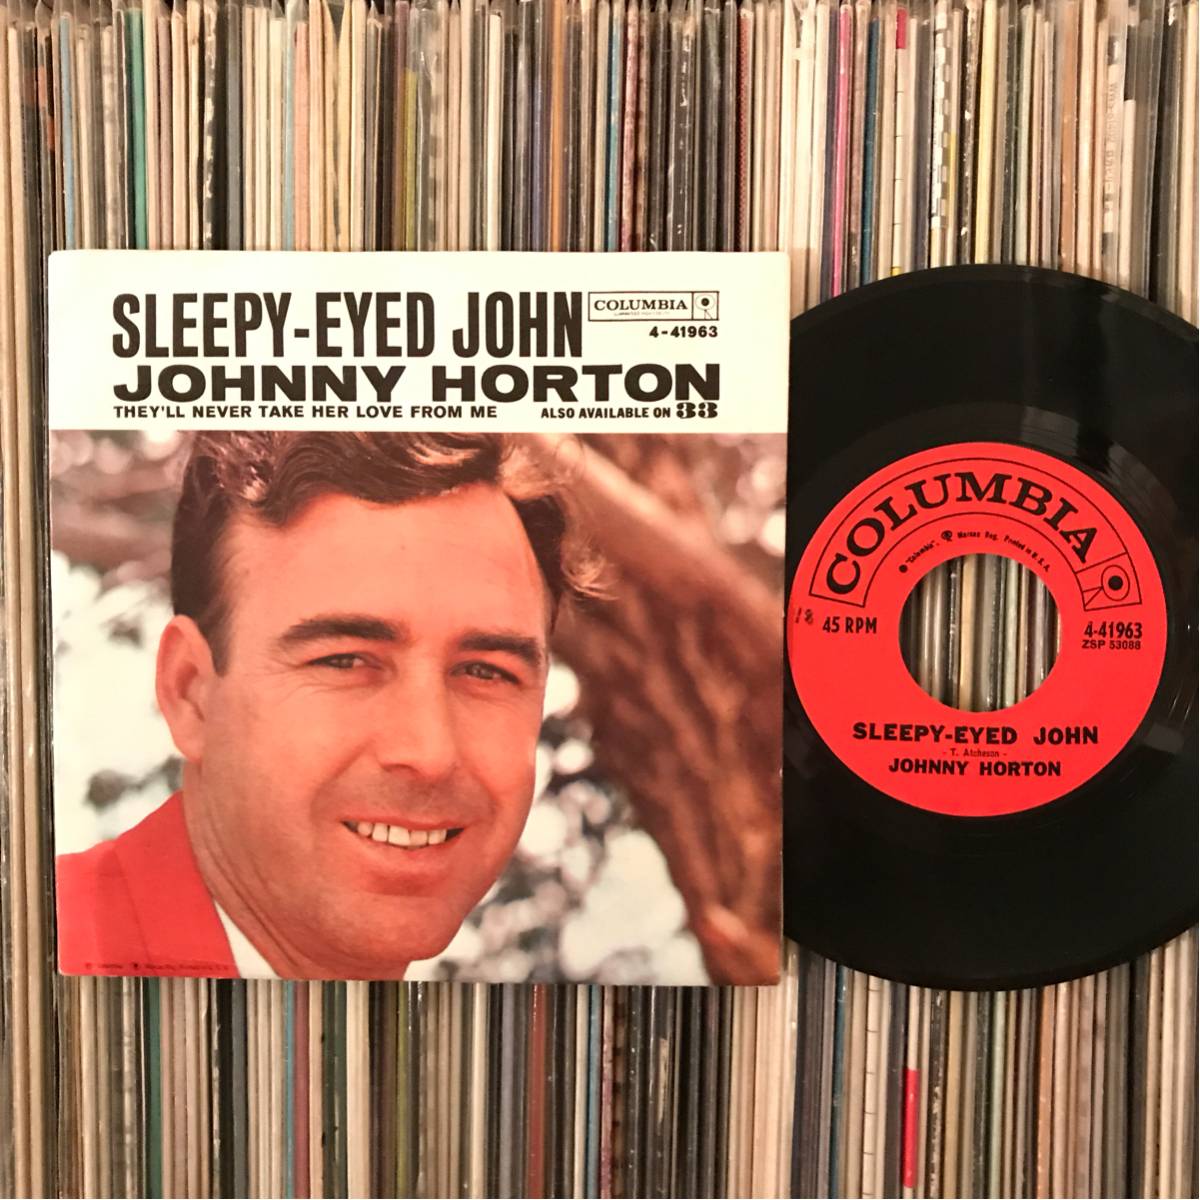 SLEEPY-EYED JOHN
COLUMBIA
4-41963
JOHNNY HORTON
THEY'LL NEVER TAKE HER LOVE FROM ME
ALSO AVAILABLE ON 33
COLUMBIA
"Columbia", Marcas Reg. Printed in U.S.A.
18
45 RPM
4-41963
ZSP 53088
SLEEPY-EYED JOHN
- T. Atcheson -
JOHNNY HORTON